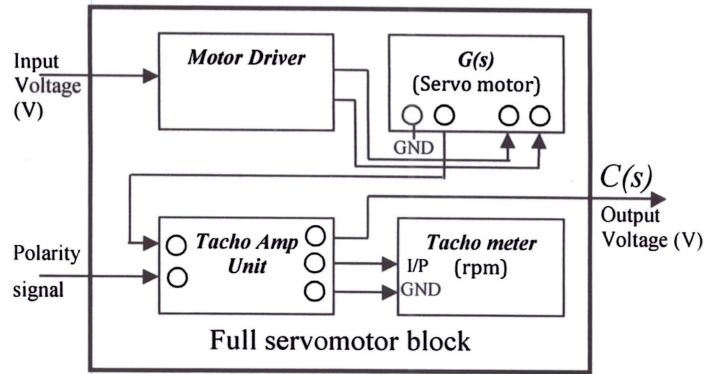 Input
Voltage
(V)
Motor Driver
G(s)
(Servo motor)
GND
C(s)
Output
Voltage (V)
Polarity
signal
Tacho Amp
Unit
Tacho meter
I/P (rpm)
GND
Full servomotor block